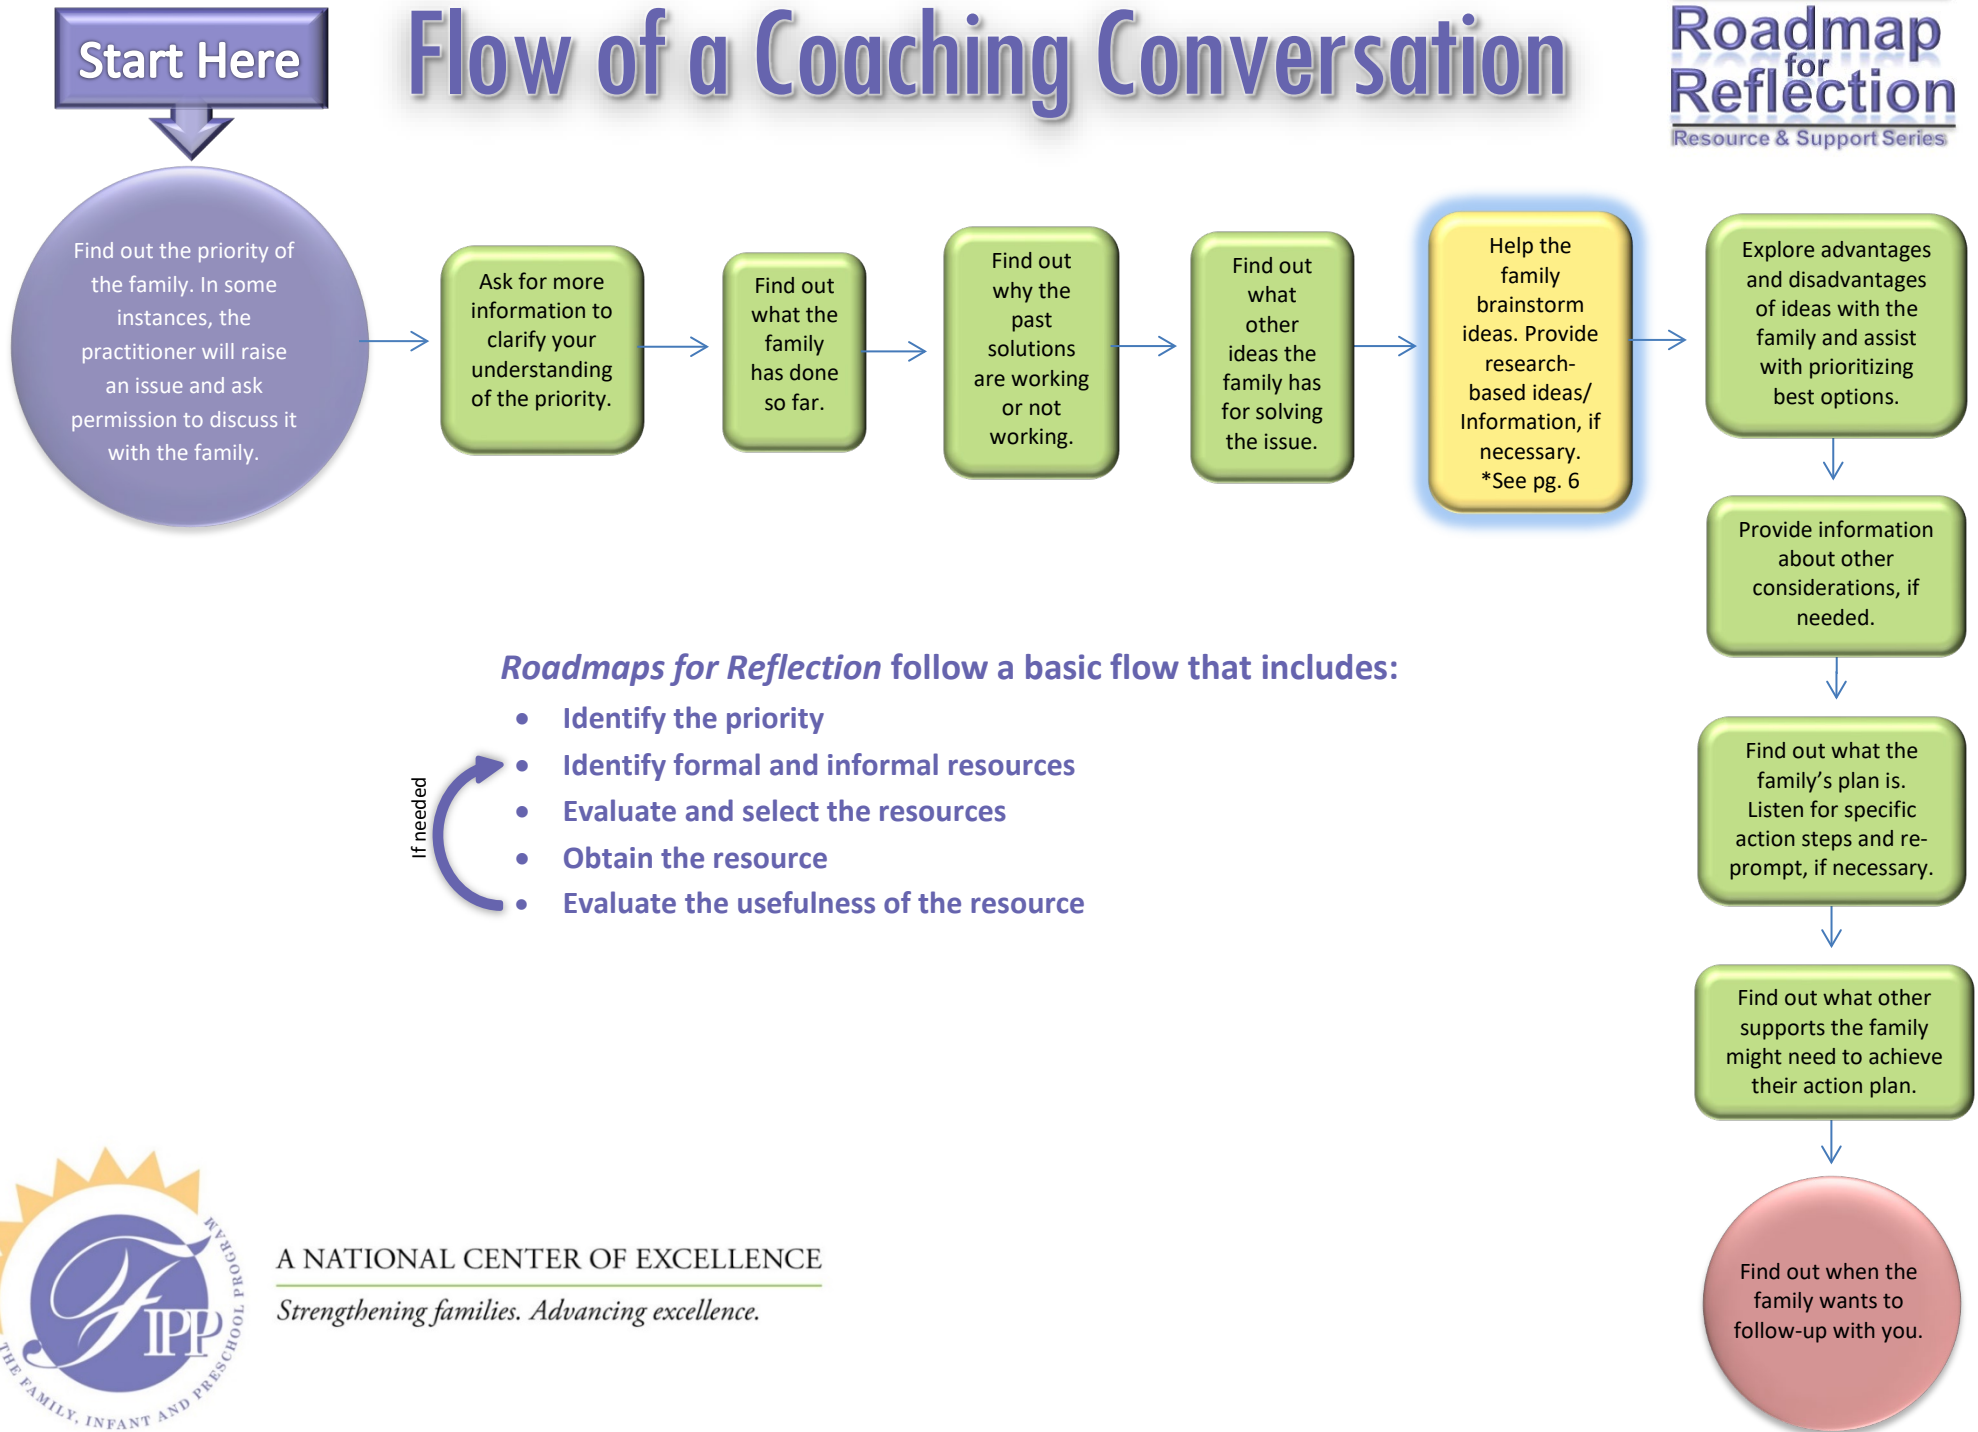 Start Here
Flow of a Coaching Conversation
Roadmap
for
Reflection
Resource & Support Series
Find out the priority of
the family. In some
instances, the
practitioner will raise
an issue and ask
permission to discuss it
with the family.
Ask for more
information to
clarify your
understanding
of the priority.
Find out
what the
family
has done
so far.
Find out
why the
past
solutions
are working
or not
working.
Find out
what
other
ideas the
family has
for solving
the issue.
Help the
family
brainstorm
ideas. Provide
research-
based ideas/
Information, if
necessary.
*See pg. 6
Explore advantages
and disadvantages
of ideas with the
family and assist
with prioritizing
best options.
Provide information
about other
considerations, if
needed.
Find out what the
family’s plan is.
Listen for specific
action steps and re-
prompt, if necessary.
Find out what other
supports the family
might need to achieve
their action plan.
Find out when the
family wants to
follow-up with you.
Roadmaps for Reflection follow a basic flow that includes:
• Identify the priority
• Identify formal and informal resources
• Evaluate and select the resources
• Obtain the resource
• Evaluate the usefulness of the resource
If needed
FIPP
THE FAMILY, INFANT AND PRESCHOOL PROGRAM
A NATIONAL CENTER OF EXCELLENCE
Strengthening families. Advancing excellence.